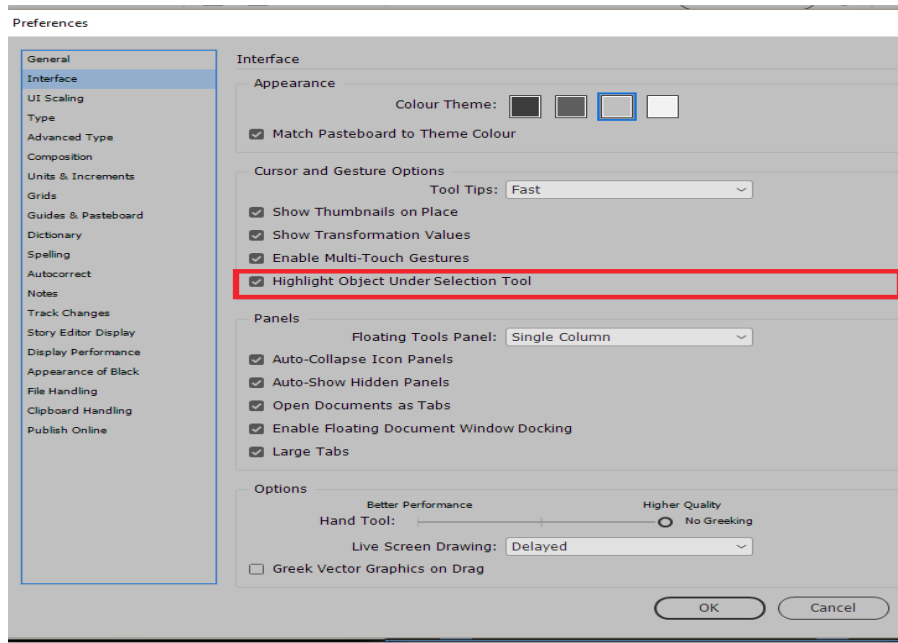 Preferences
General
Interface
UI Scaling
Type
Advanced Type
Composition
Units & Increments
Grids
Guides & Pasteboard
Dictionary
Spelling
Autocorrect
Notes
Track Changes
Story Editor Display
Display Performance
Appearance of Black
File Handling
Clipboard Handling
Publish Online
Interface
Appearance
Colour Theme:
Match Pasteboard to Theme Colour
Cursor and Gesture Options
Tool Tips: Fast
Show Thumbnails on Place
Show Transformation Values
Enable Multi-Touch Gestures
Highlight Object Under Selection Tool
Panels
Floating Tools Panel: Single Column
Auto-Collapse Icon Panels
Auto-Show Hidden Panels
Open Documents as Tabs
Enable Floating Document Window Docking
Large Tabs
Options
Better Performance Higher Quality
Hand Tool: No Greeking
Live Screen Drawing: Delayed
Greek Vector Graphics on Drag
OK Cancel